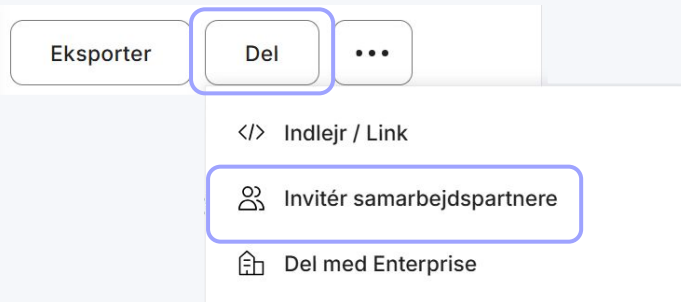 Eksporter Del •••
</> Indlejr / Link
Invitér samarbejdspartnere
Del med Enterprise